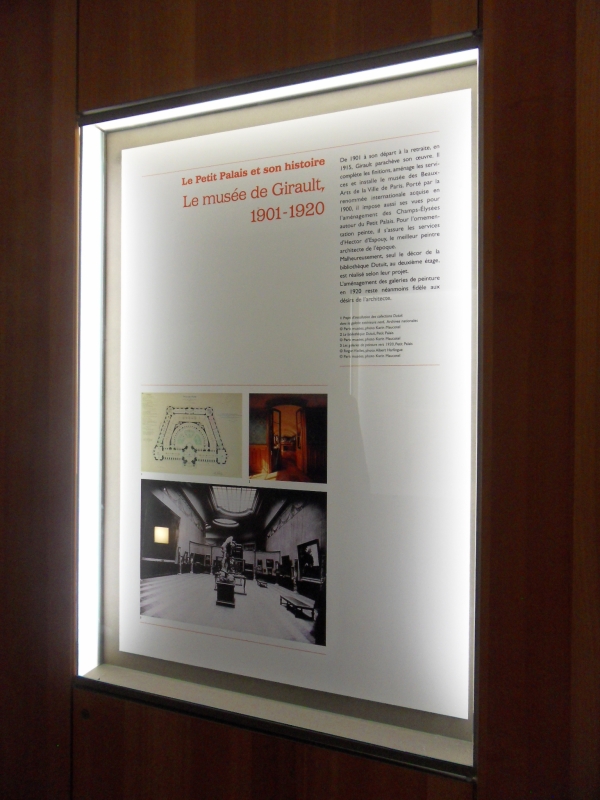 Le Petit Palais et son histoire
Le musée de Girault,
1901-1920
De 1901 à son départ à la retraite, en
1915, Girault parachève son œuvre. Il
complète les finitions, aménage les servi-
ces et installe le musée des Beaux-
Arts de la Ville de Paris. Porté par la
renommée internationale acquise en
1900, il impose aussi ses vues pour
l'aménagement des Champs-Élysées
autour du Petit Palais. Pour l'ornemen-
tation peinte, il s'assure les services
d'Hector d'Espouy, le meilleur peintre
architecte de l'époque.
Malheureusement, seul le décor de la
bibliothèque Dutuit, au deuxième étage,
est réalisé selon leur projet.
L'aménagement des galeries de peinture
en 1920 reste néanmoins fidèle aux
désirs de l'architecte.